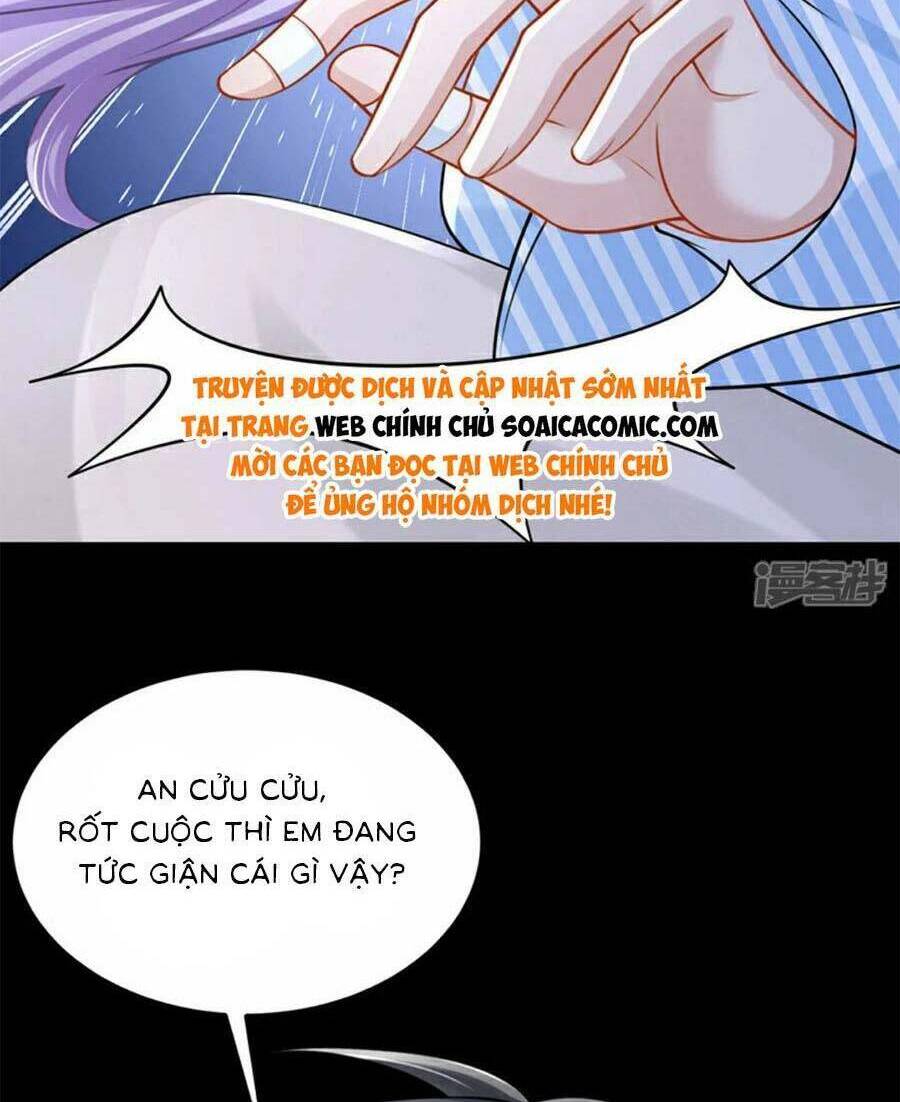 TRUYỆN ĐƯỢC DỊCH VÀ CẬP NHẬT SỚM NHẤT
TẠI TRANG WEB CHÍNH CHỦ SOAICACOMIC.COM
MỜI CÁC BẠN ĐỌC TẠI WEB CHÍNH CHỦ
ĐỂ ỦNG HỘ NHÓM DỊCH NHÉ!
漫客栈
AN CỬU CỬU,
RỐT CUỘC THÌ EM ĐANG
TỨC GIẬN CÁI GÌ VẬY?